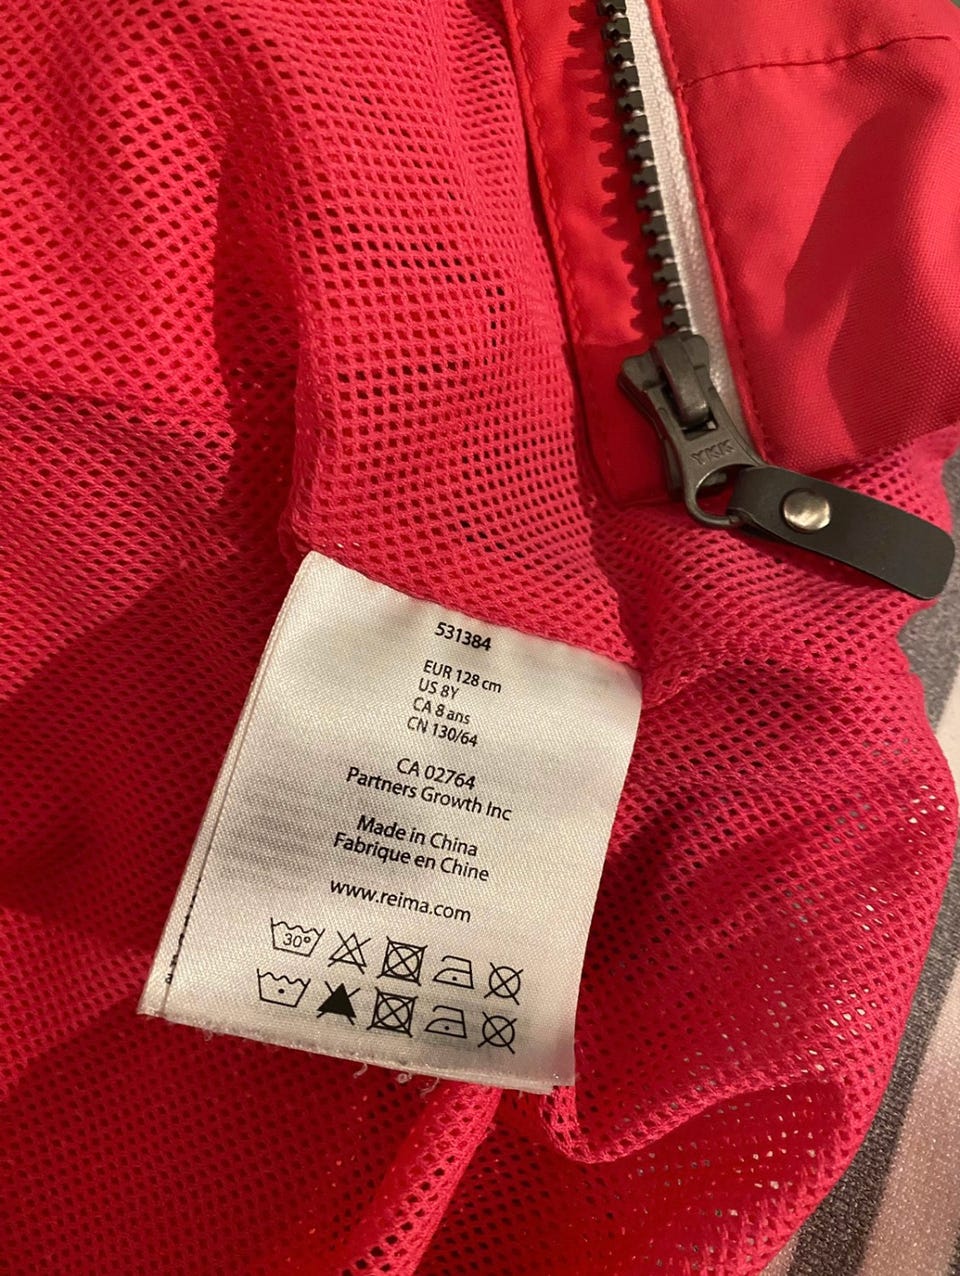 YKK
531384
EUR 128 cm
US 8Y
CA 8 ans
CN 130/64
CA 02764
Partners Growth Inc
Made in China
Fabrique en Chine
www.reima.com
30°